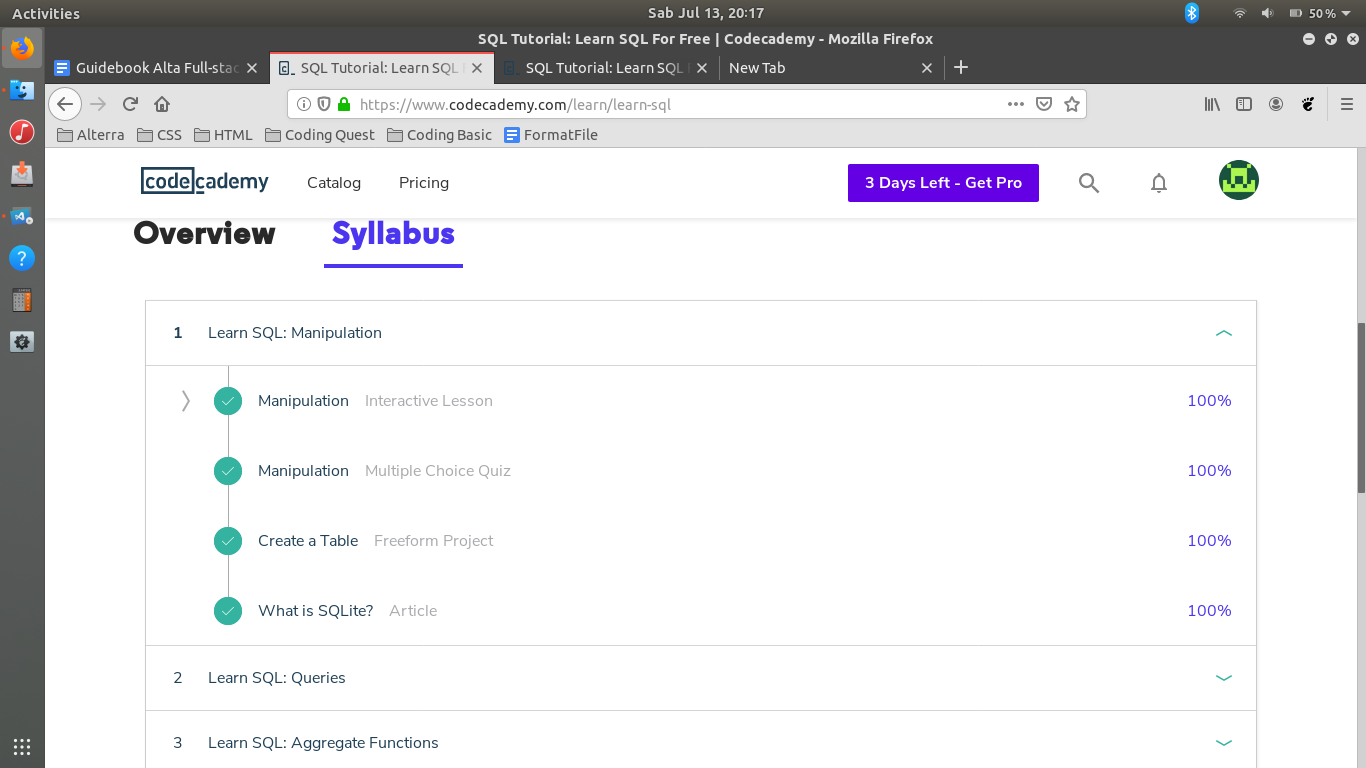 Activities
Sab Jul 13, 20:17
50 %
SQL Tutorial: Learn SQL For Free | Codecademy - Mozilla Firefox
Guidebook Alta Full-stac
SQL Tutorial: Learn SQL F
SQL Tutorial: Learn SQL
New Tab
https://www.codecademy.com/learn/learn-sql
Alterra CSS HTML Coding Quest Coding Basic FormatFile
codecademy
Catalog
Pricing
3 Days Left - Get Pro
Overview
Syllabus
1 Learn SQL: Manipulation
Manipulation Interactive Lesson 100%
Manipulation Multiple Choice Quiz 100%
Create a Table Freeform Project 100%
What is SQLite? Article 100%
2 Learn SQL: Queries
3 Learn SQL: Aggregate Functions